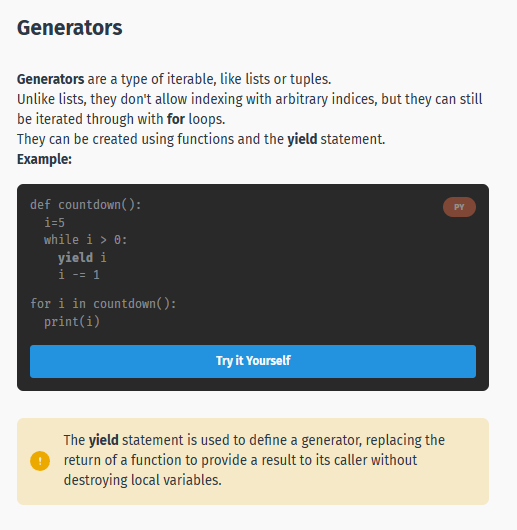 Generators
Generators are a type of iterable, like lists or tuples.
Unlike lists, they don't allow indexing with arbitrary indices, but they can still
be iterated through with for loops.
They can be created using functions and the yield statement.
Example:
PY
def countdown():
  i=5
  while i > 0:
    yield i
    i -= 1
for i in countdown():
  print(i)
Try it Yourself
The yield statement is used to define a generator, replacing the
return of a function to provide a result to its caller without
destroying local variables.